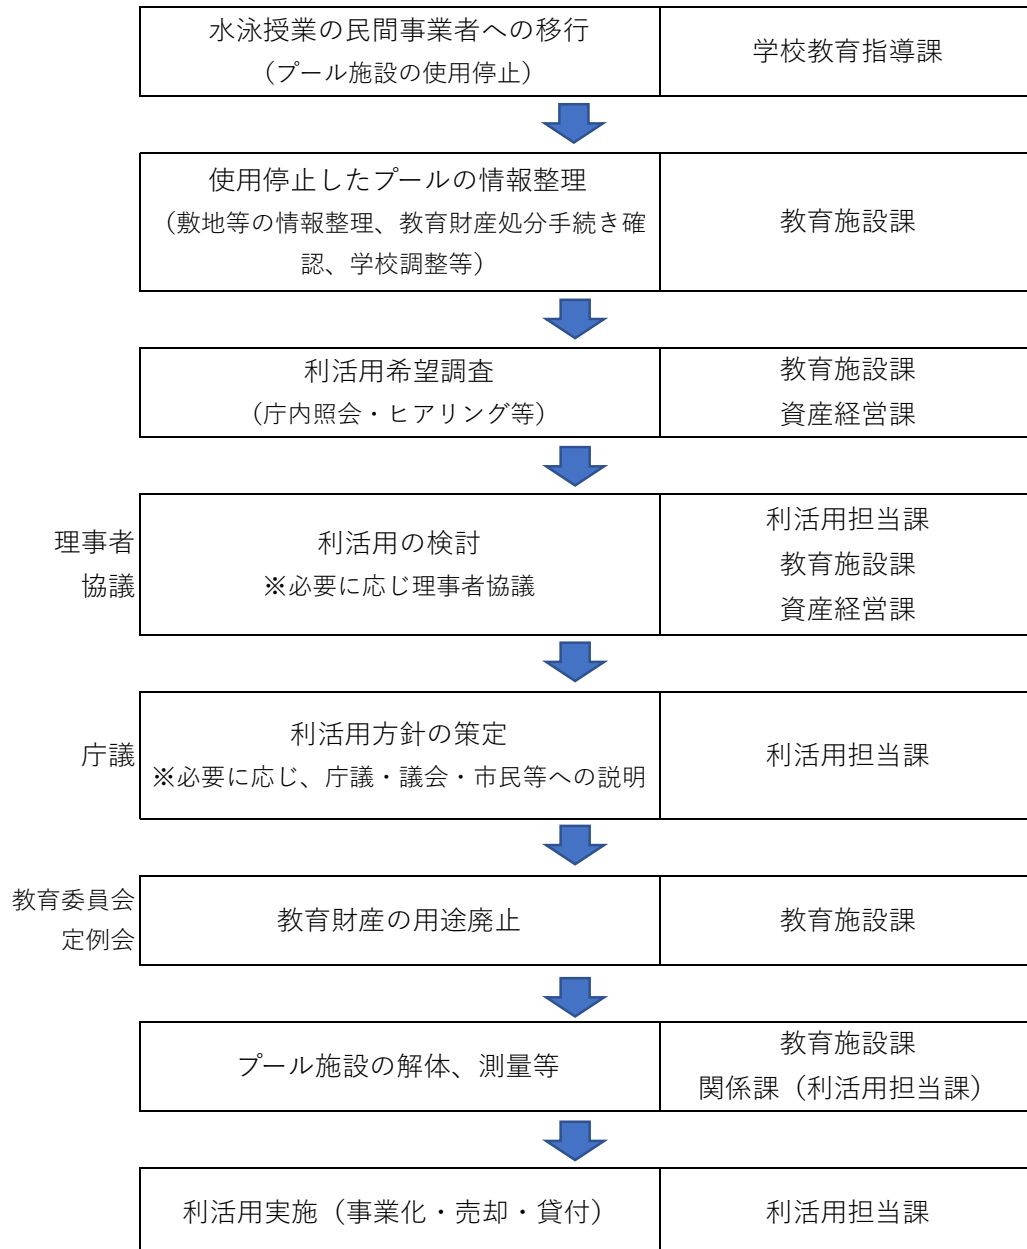 水泳授業の民間事業者への移行
（プール施設の使用停止）
学校教育指導課
使用停止したプールの情報整理
（敷地等の情報整理、教育財産処分手続き確
認、学校調整等）
教育施設課
利活用希望調査
（庁内照会・ヒアリング等）
教育施設課
資産経営課
理事者
協議
利活用の検討
※必要に応じ理事者協議
利活用担当課
教育施設課
資産経営課
庁議
利活用方針の策定
※必要に応じ、庁議・議会・市民等への説明
利活用担当課
教育委員会
定例会
教育財産の用途廃止
教育施設課
プール施設の解体、測量等
教育施設課
関係課（利活用担当課）
利活用実施（事業化・売却・貸付）
利活用担当課